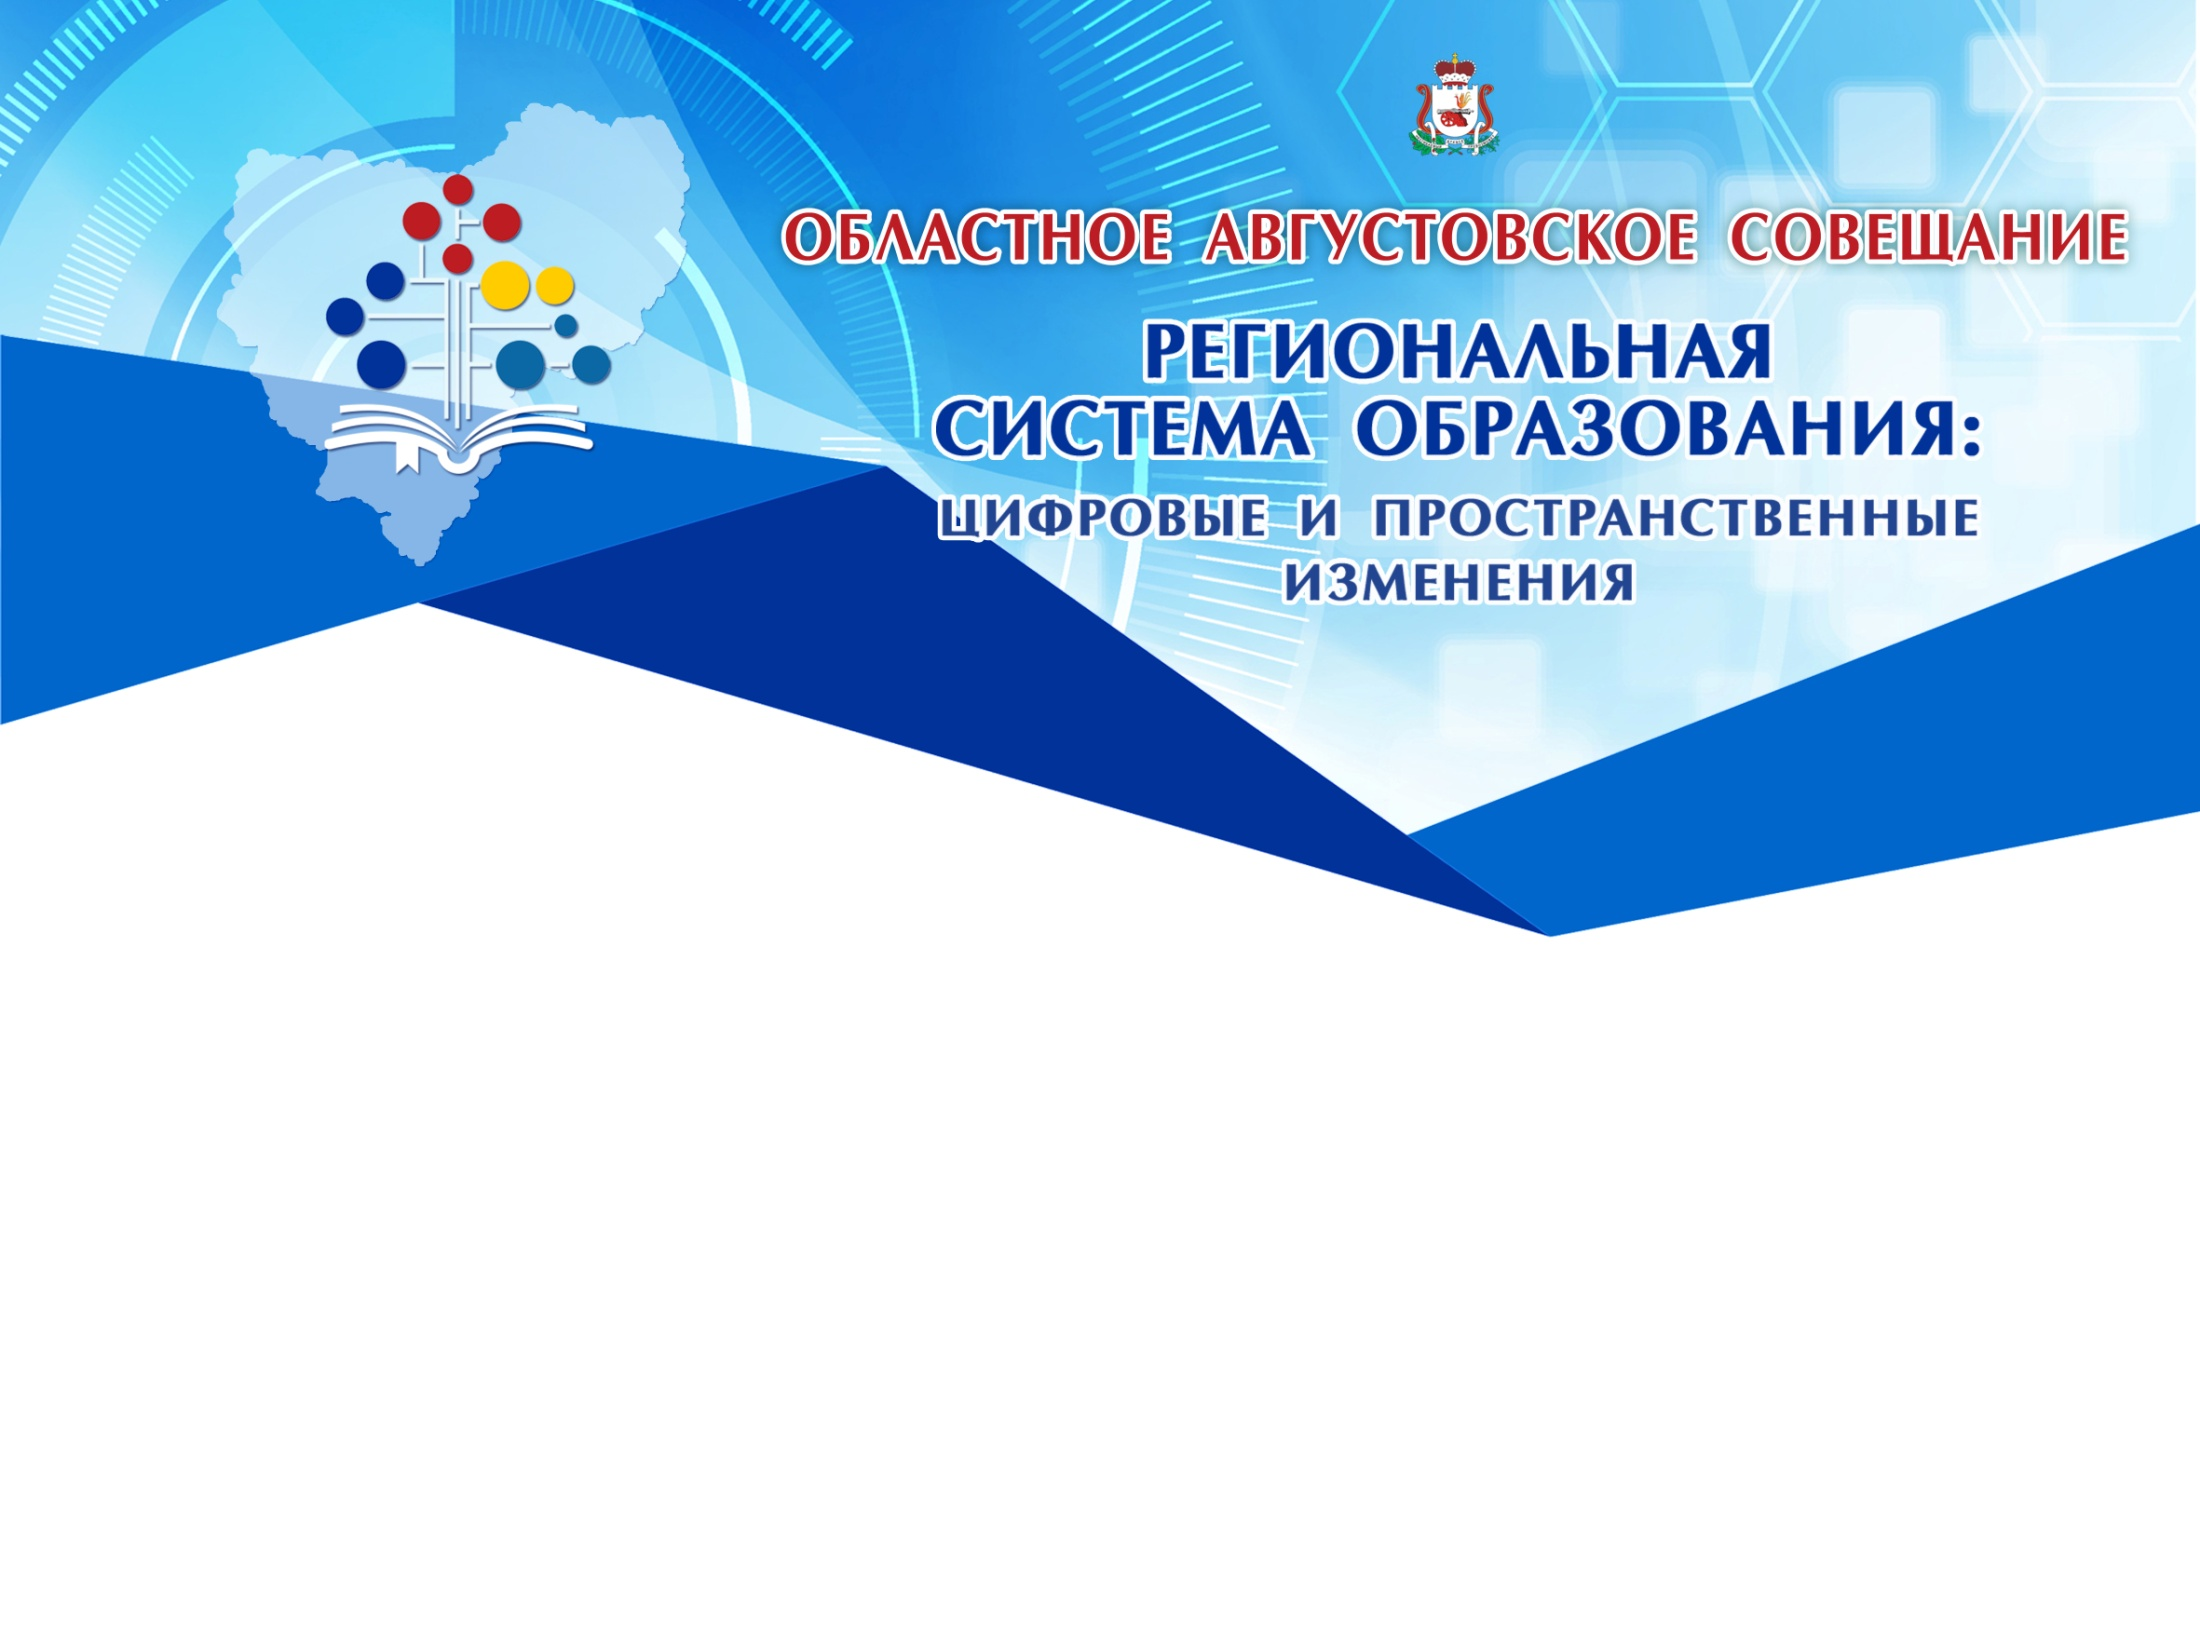 ОБЛАСТНОЕ АВГУСТОВСКОЕ СОВЕЩАНИЕ
РЕГИОНАЛЬНАЯ
СИСТЕМА ОБРАЗОВАНИЯ:
ЦИФРОВЫЕ И ПРОСТРАНСТВЕННЫЕ
ИЗМЕНЕНИЯ